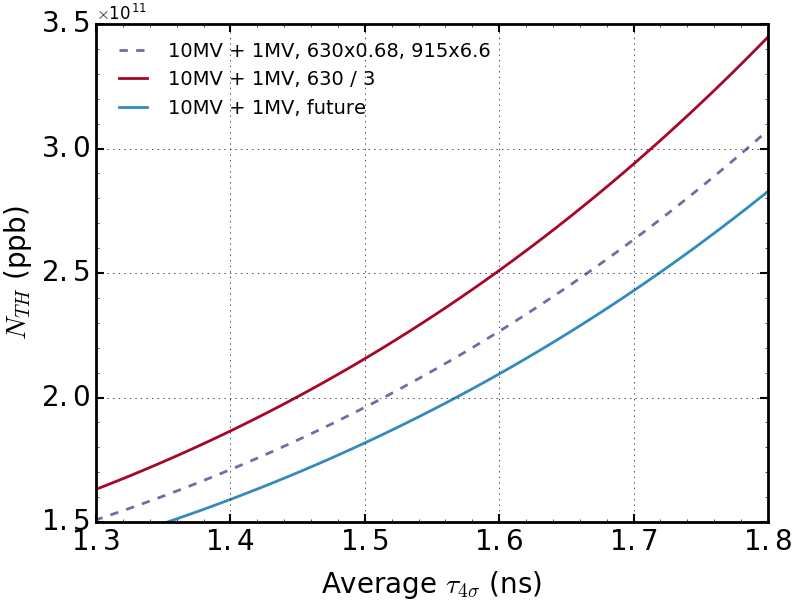 ×10¹¹
3.5
3.0
2.5
2.0
1.5
N_TH (ppb)
10MV + 1MV, 630x0.68, 915x6.6
10MV + 1MV, 630 / 3
10MV + 1MV, future
1.3 1.4 1.5 1.6 1.7 1.8
Average τ_4σ (ns)